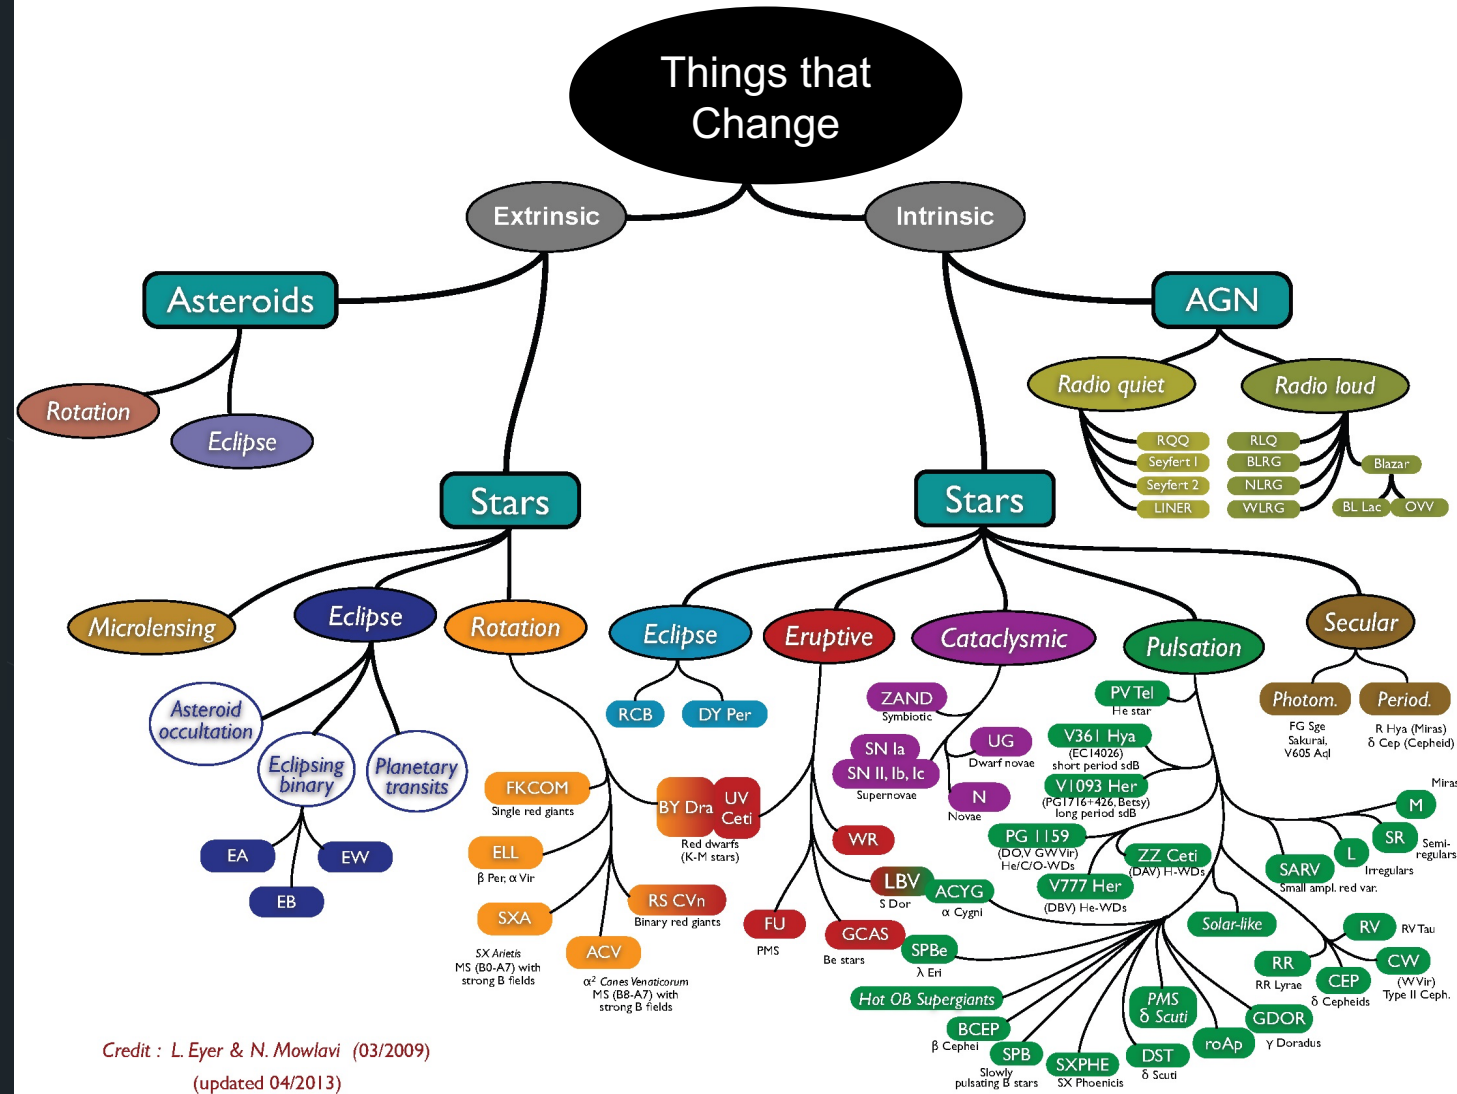 Things that
Change
Extrinsic
Intrinsic
Asteroids
AGN
Rotation
Eclipse
Radio quiet
Radio loud
RQQ
Seyfert 1
Seyfert 2
LINER
RLQ
BLRG
NLRG
WLRG
Blazar
BL Lac
OVV
Stars
Stars
Microlensing
Eclipse
Rotation
Eclipse
Eruptive
Cataclysmic
Pulsation
Secular
Asteroid
occultation
Eclipsing
binary
Planetary
transits
EA
EB
EW
FKCOM
Single red giants
ELL
β Per, α Vir
SXA
SX Arietis
MS (B0-A7) with
strong B fields
ACV
α² Canes Venaticorum
MS (B8-A7) with
strong B fields
RS CVn
Binary red giants
BY Dra
UV
Ceti
Red dwarfs
(K-M stars)
RCB
DY Per
WR
LBV
S Dor
FU
PMS
GCAS
Be stars
ZAND
Symbiotic
SN Ia
SN II, Ib, Ic
Supernovae
UG
Dwarf novae
N
Novae
PV Tel
He star
V361 Hya
(EC14026)
short period sdB
V1093 Her
(PG1716+426, Betsy)
long period sdB
PG 1159
(DO,V GWVir)
He/C/O-WDs
ZZ Ceti
(DAV) H-WDs
V777 Her
(DBV) He-WDs
ACYG
α Cygni
SPBe
λ Eri
Hot OB Supergiants
BCEP
β Cephei
SPB
Slowly
pulsating B stars
SXPHE
SX Phoenicis
DST
δ Scuti
PMS
δ Scuti
roAp
GDOR
γ Doradus
Solar-like
RR
RR Lyrae
CEP
δ Cepheids
RV
RV Tau
CW
(W Vir)
Type II Ceph.
SARV
Small ampl. red var.
L
Irregulars
SR
Semi-
regulars
M
Miras
Photom.
FG Sge
Sakurai,
V605 Aql
Period.
R Hya (Miras)
δ Cep (Cepheid)
Credit : L. Eyer & N. Mowlavi (03/2009)
(updated 04/2013)